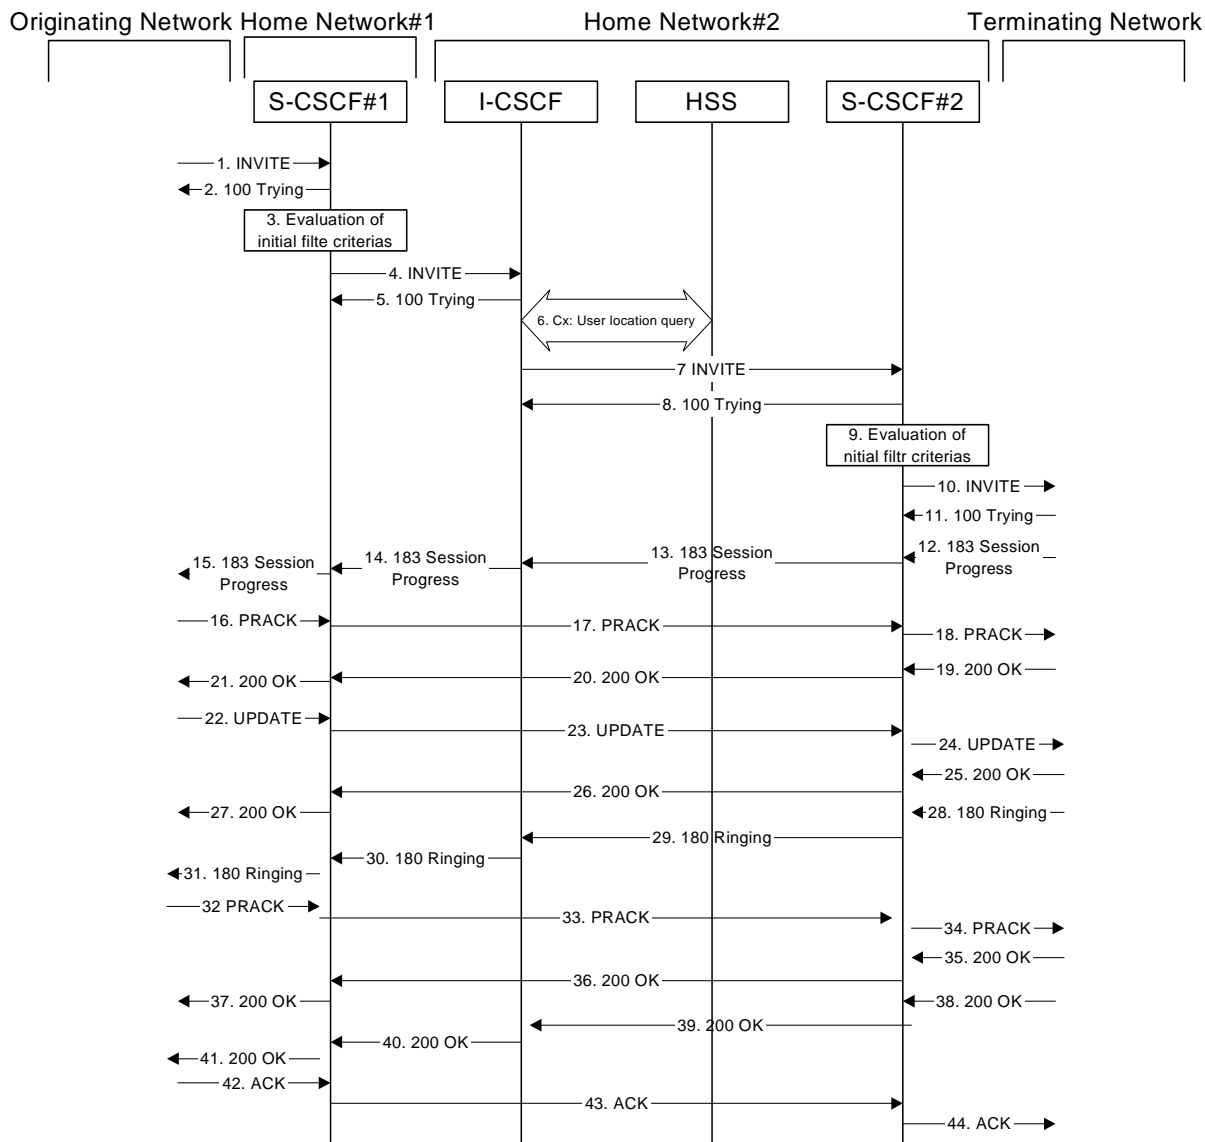 Originating Network
Home Network#1
Home Network#2
Terminating Network
S-CSCF#1
I-CSCF
HSS
S-CSCF#2
1. INVITE
2. 100 Trying
3. Evaluation of
initial filte criterias
4. INVITE
5. 100 Trying
6. Cx: User location query
7 INVITE
8. 100 Trying
9. Evaluation of
nitial filtr criterias
10. INVITE
11. 100 Trying
12. 183 Session
Progress
13. 183 Session
Progress
14. 183 Session
Progress
15. 183 Session
Progress
16. PRACK
17. PRACK
18. PRACK
19. 200 OK
20. 200 OK
21. 200 OK
22. UPDATE
23. UPDATE
24. UPDATE
25. 200 OK
26. 200 OK
27. 200 OK
28. 180 Ringing
29. 180 Ringing
30. 180 Ringing
31. 180 Ringing
32 PRACK
33. PRACK
34. PRACK
35. 200 OK
36. 200 OK
37. 200 OK
38. 200 OK
39. 200 OK
40. 200 OK
41. 200 OK
42. ACK
43. ACK
44. ACK